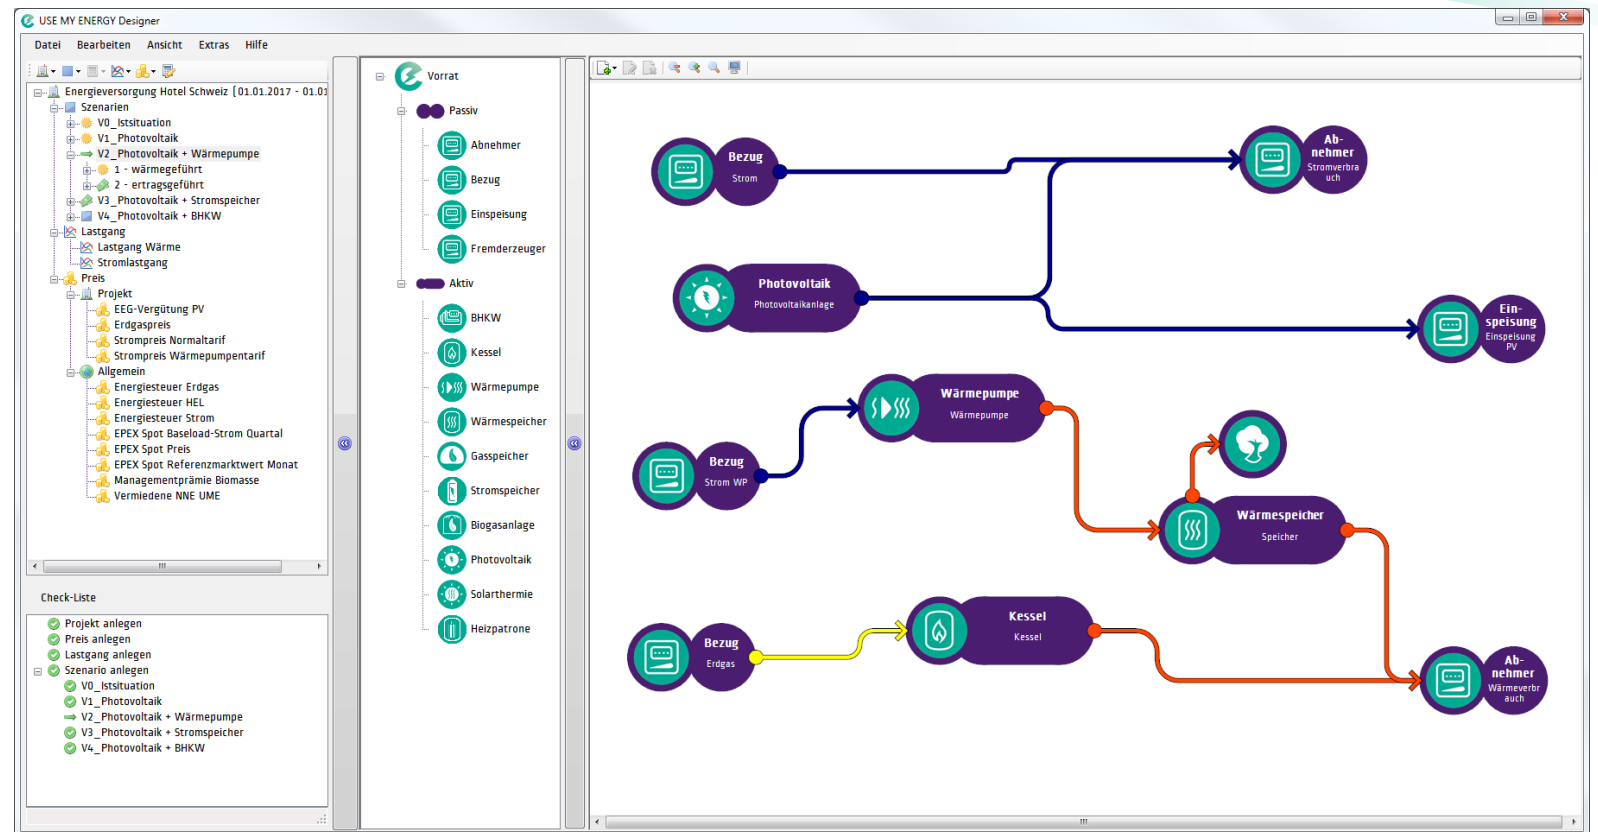 USE MY ENERGY Designer
Datei Bearbeiten Ansicht Extras Hilfe
Energieversorgung Hotel Schweiz [01.01.2017 - 01.01
Szenarien
V0_Istsituation
V1_Photovoltaik
V2_Photovoltaik + Wärmepumpe
1 - wärmegeführt
2 - ertragsgeführt
V3_Photovoltaik + Stromspeicher
V4_Photovoltaik + BHKW
Lastgang
Lastgang Wärme
Stromlastgang
Preis
Projekt
EEG-Vergütung PV
Erdgaspreis
Strompreis Normaltarif
Strompreis Wärmepumpentarif
Allgemein
Energiesteuer Erdgas
Energiesteuer HEL
Energiesteuer Strom
EPEX Spot Baseload-Strom Quartal
EPEX Spot Preis
EPEX Spot Referenzmarktwert Monat
Managementprämie Biomasse
Vermiedene NNE UME
Check-Liste
Projekt anlegen
Preis anlegen
Lastgang anlegen
Szenario anlegen
V0_Istsituation
V1_Photovoltaik
V2_Photovoltaik + Wärmepumpe
V3_Photovoltaik + Stromspeicher
V4_Photovoltaik + BHKW
Vorrat
Passiv
Abnehmer
Bezug
Einspeisung
Fremderzeuger
Aktiv
BHKW
Kessel
Wärmepumpe
Wärmespeicher
Gasspeicher
Stromspeicher
Biogasanlage
Photovoltaik
Solarthermie
Heizpatrone
Bezug
Strom
Ab-
nehmer
Stromverbra
uch
Photovoltaik
Photovoltaikanlage
Ein-
speisung
Einspeisung
PV
Wärmepumpe
Wärmepumpe
Bezug
Strom WP
Wärmespeicher
Speicher
Kessel
Kessel
Bezug
Erdgas
Ab-
nehmer
Wärmeverbr
auch